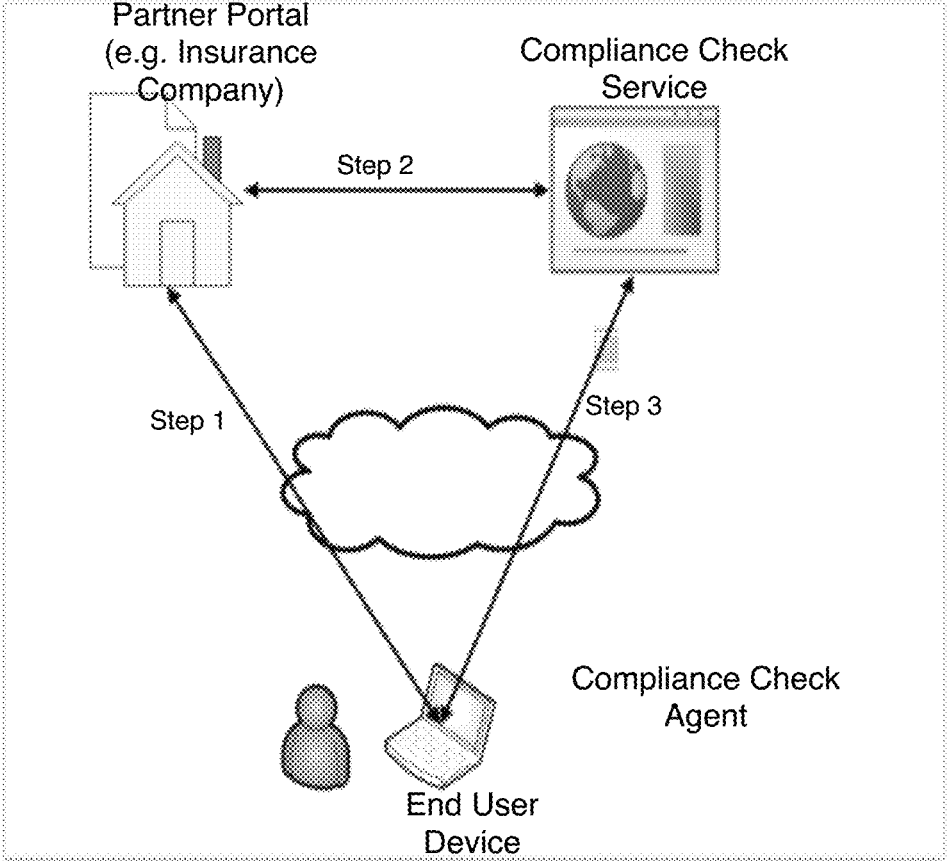 Partner Portal
(e.g. Insurance
Company)
Compliance Check
Service
Step 2
Step 1
Step 3
Compliance Check
Agent
End User
Device